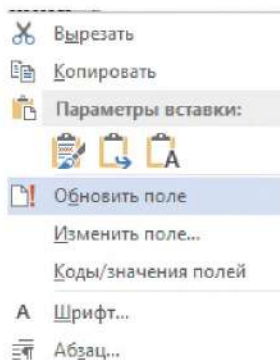 Вырезать
Копировать
Параметры вставки:
A
Обновить поле
Изменить поле...
Коды/значения полей
A Шрифт...
Абзац...